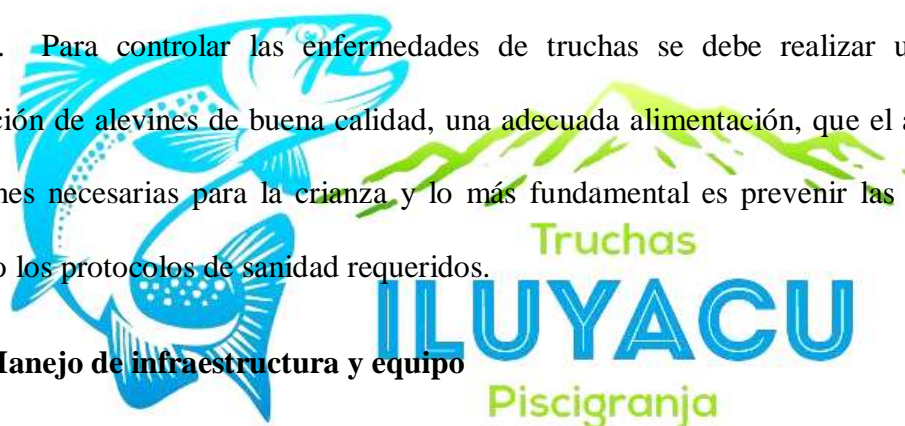 . Para controlar las enfermedades de truchas se debe realizar u
ción de alevines de buena calidad, una adecuada alimentación, que el a
nes necesarias para la crianza y lo más fundamental es prevenir las
o los protocolos de sanidad requeridos.
Truchas
ILUYACU
Manejo de infraestructura y equipo
Piscigranja